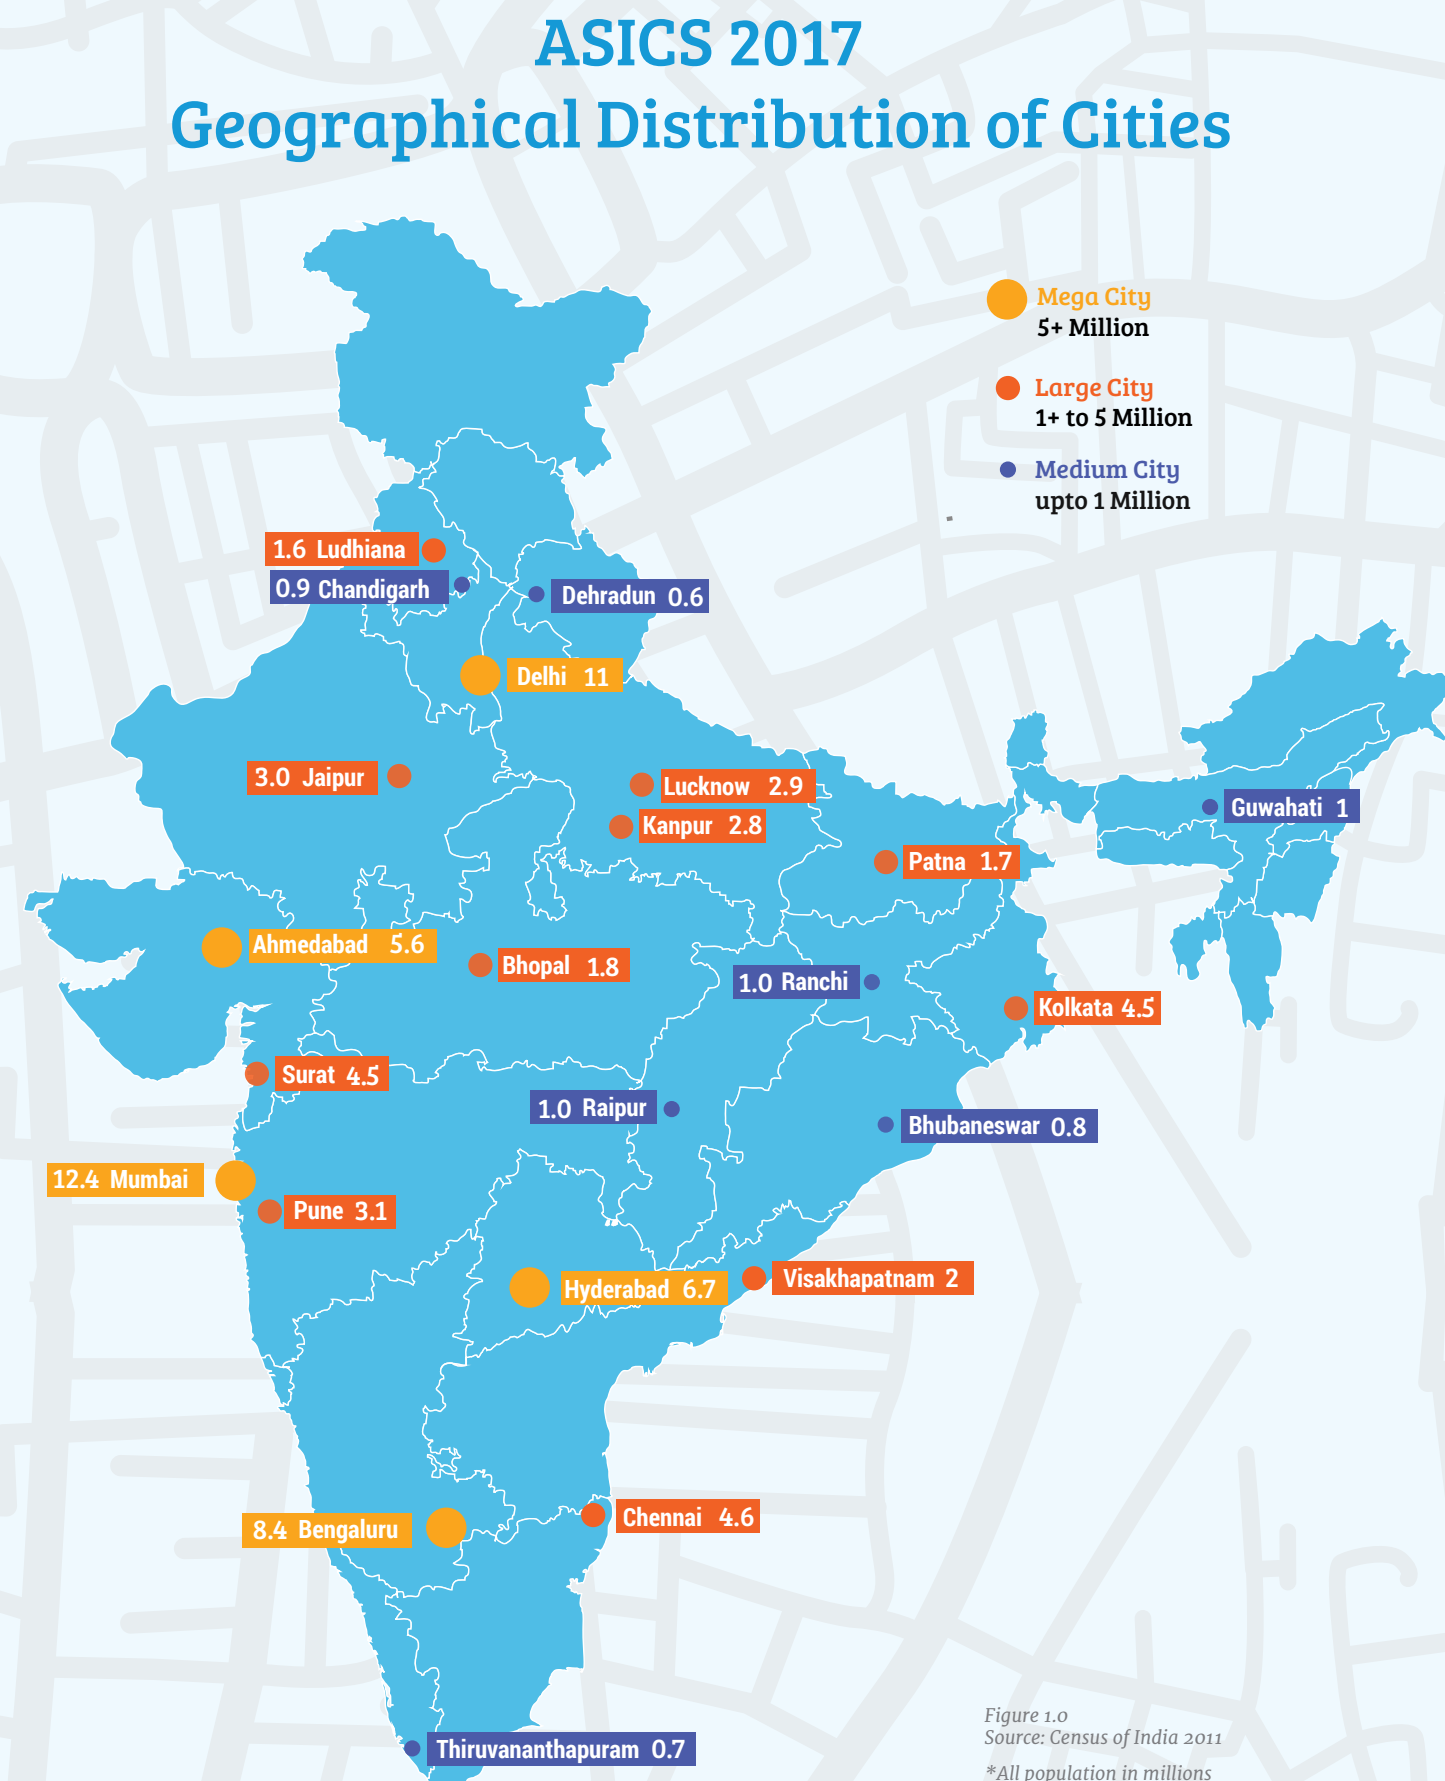 ASICS 2017
Geographical Distribution of Cities
Mega City
5+ Million
Large City
1+ to 5 Million
Medium City
upto 1 Million
1.6 Ludhiana
0.9 Chandigarh
Dehradun 0.6
Delhi 11
3.0 Jaipur
Lucknow 2.9
Kanpur 2.8
Guwahati 1
Patna 1.7
Ahmedabad 5.6
Bhopal 1.8
1.0 Ranchi
Kolkata 4.5
Surat 4.5
1.0 Raipur
Bhubaneswar 0.8
12.4 Mumbai
Pune 3.1
Hyderabad 6.7
Visakhapatnam 2
8.4 Bengaluru
Chennai 4.6
Thiruvananthapuram 0.7
Figure 1.0
Source: Census of India 2011
*All population in millions